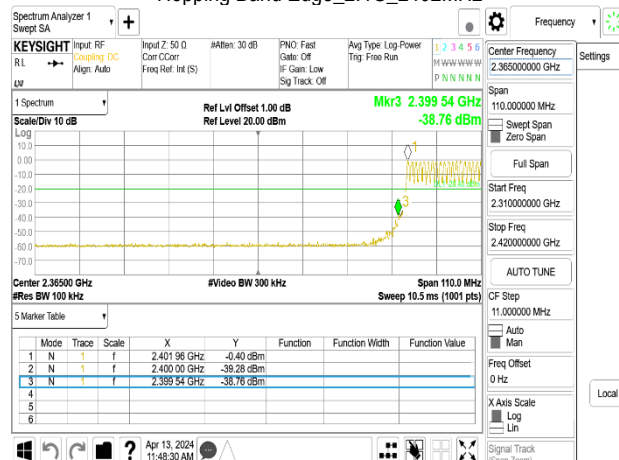 Spectrum Analyzer 1
Swept SA
Frequency
Settings
KEYSIGHT
RL
Input: RF
Coupling: DC
Align: Auto
Input Z: 50 Ω
Corr CCorr
Freq Ref: Int (S)
#Atten: 30 dB
PNO: Fast
Gate: Off
IF Gain: Low
Sig Track: Off
Avg Type: Log-Power
Trig: Free Run
1 2 3 4 5 6
M W W W W W
P N N N N N
1 Spectrum
Scale/Div 10 dB
Log
Ref Lvl Offset 1.00 dB
Ref Level 20.00 dBm
Mkr3 2.399 54 GHz
-38.76 dBm
10.0
0.00
-10.0
-20.0
-30.0
-40.0
-50.0
-60.0
-70.0
1
3
Center 2.36500 GHz
#Res BW 100 kHz
#Video BW 300 kHz
Span 110.0 MHz
Sweep 10.5 ms (1001 pts)
5 Marker Table
Mode Trace Scale X Y Function Function Width Function Value
1 N 1 f 2.401 96 GHz -0.40 dBm
2 N 1 f 2.400 00 GHz -39.28 dBm
3 N 1 f 2.399 54 GHz -38.76 dBm
4
5
6
Center Frequency
2.365000000 GHz
Span
110.000000 MHz
Swept Span
Zero Span
Full Span
Start Freq
2.310000000 GHz
Stop Freq
2.420000000 GHz
AUTO TUNE
CF Step
11.000000 MHz
Auto
Man
Freq Offset
0 Hz
X Axis Scale
Log
Lin
Signal Track
Local
Apr 13, 2024
11:48:30 AM